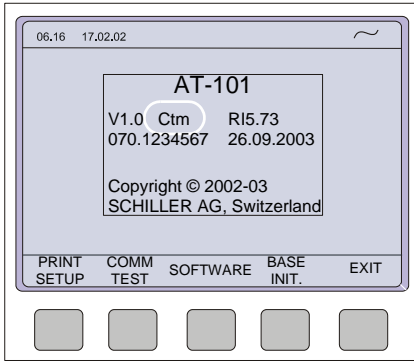 06.16 17.02.02
AT-101
V1.0 Ctm RI5.73
070.1234567 26.09.2003
Copyright © 2002-03
SCHILLER AG, Switzerland
PRINT SETUP COMM TEST SOFTWARE BASE INIT. EXIT